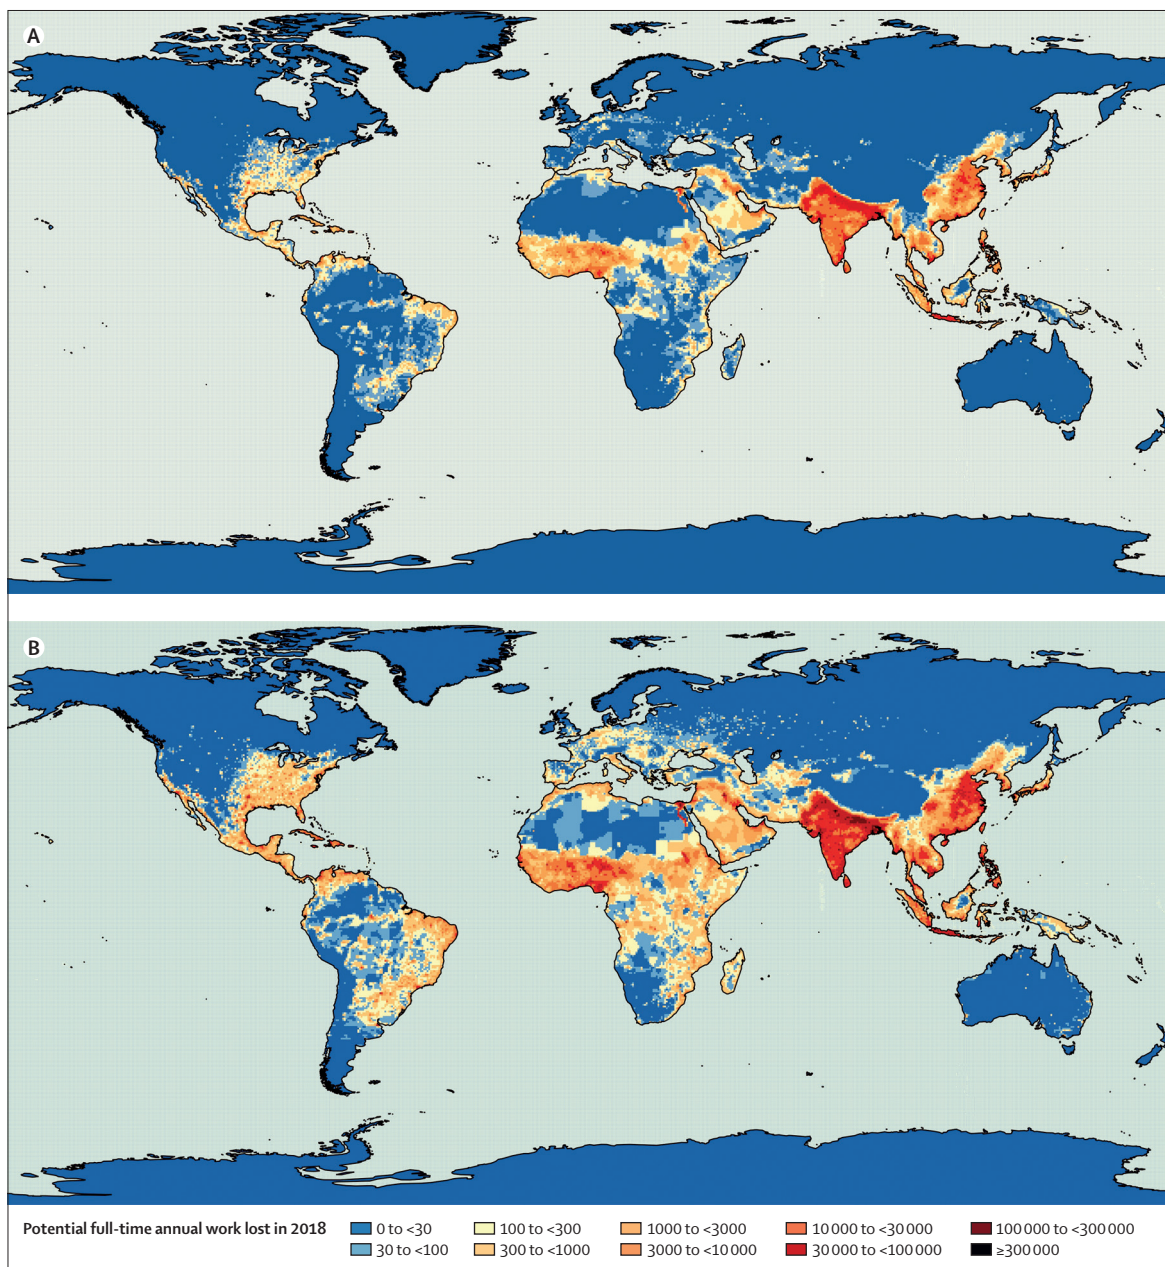 A
B
Potential full-time annual work lost in 2018
0 to <30
100 to <300
1000 to <3000
10 000 to <30 000
100 000 to <300 000
30 to <100
300 to <1000
3000 to <10 000
30 000 to <100 000
≥300 000